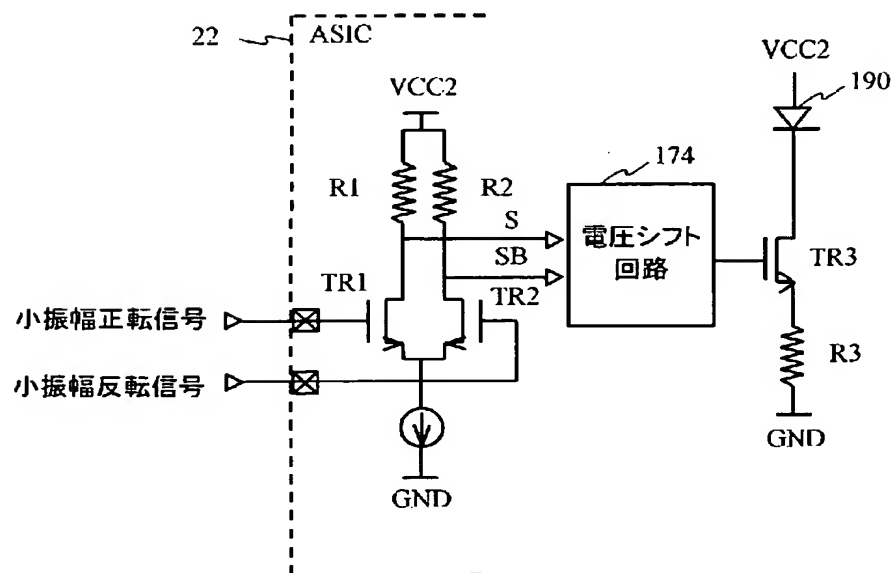 22
ASIC
VCC2
VCC2
190
R1
R2
174
S
SB
電圧シフト
回路
TR1
TR2
TR3
小振幅正転信号
小振幅反転信号
R3
GND
GND